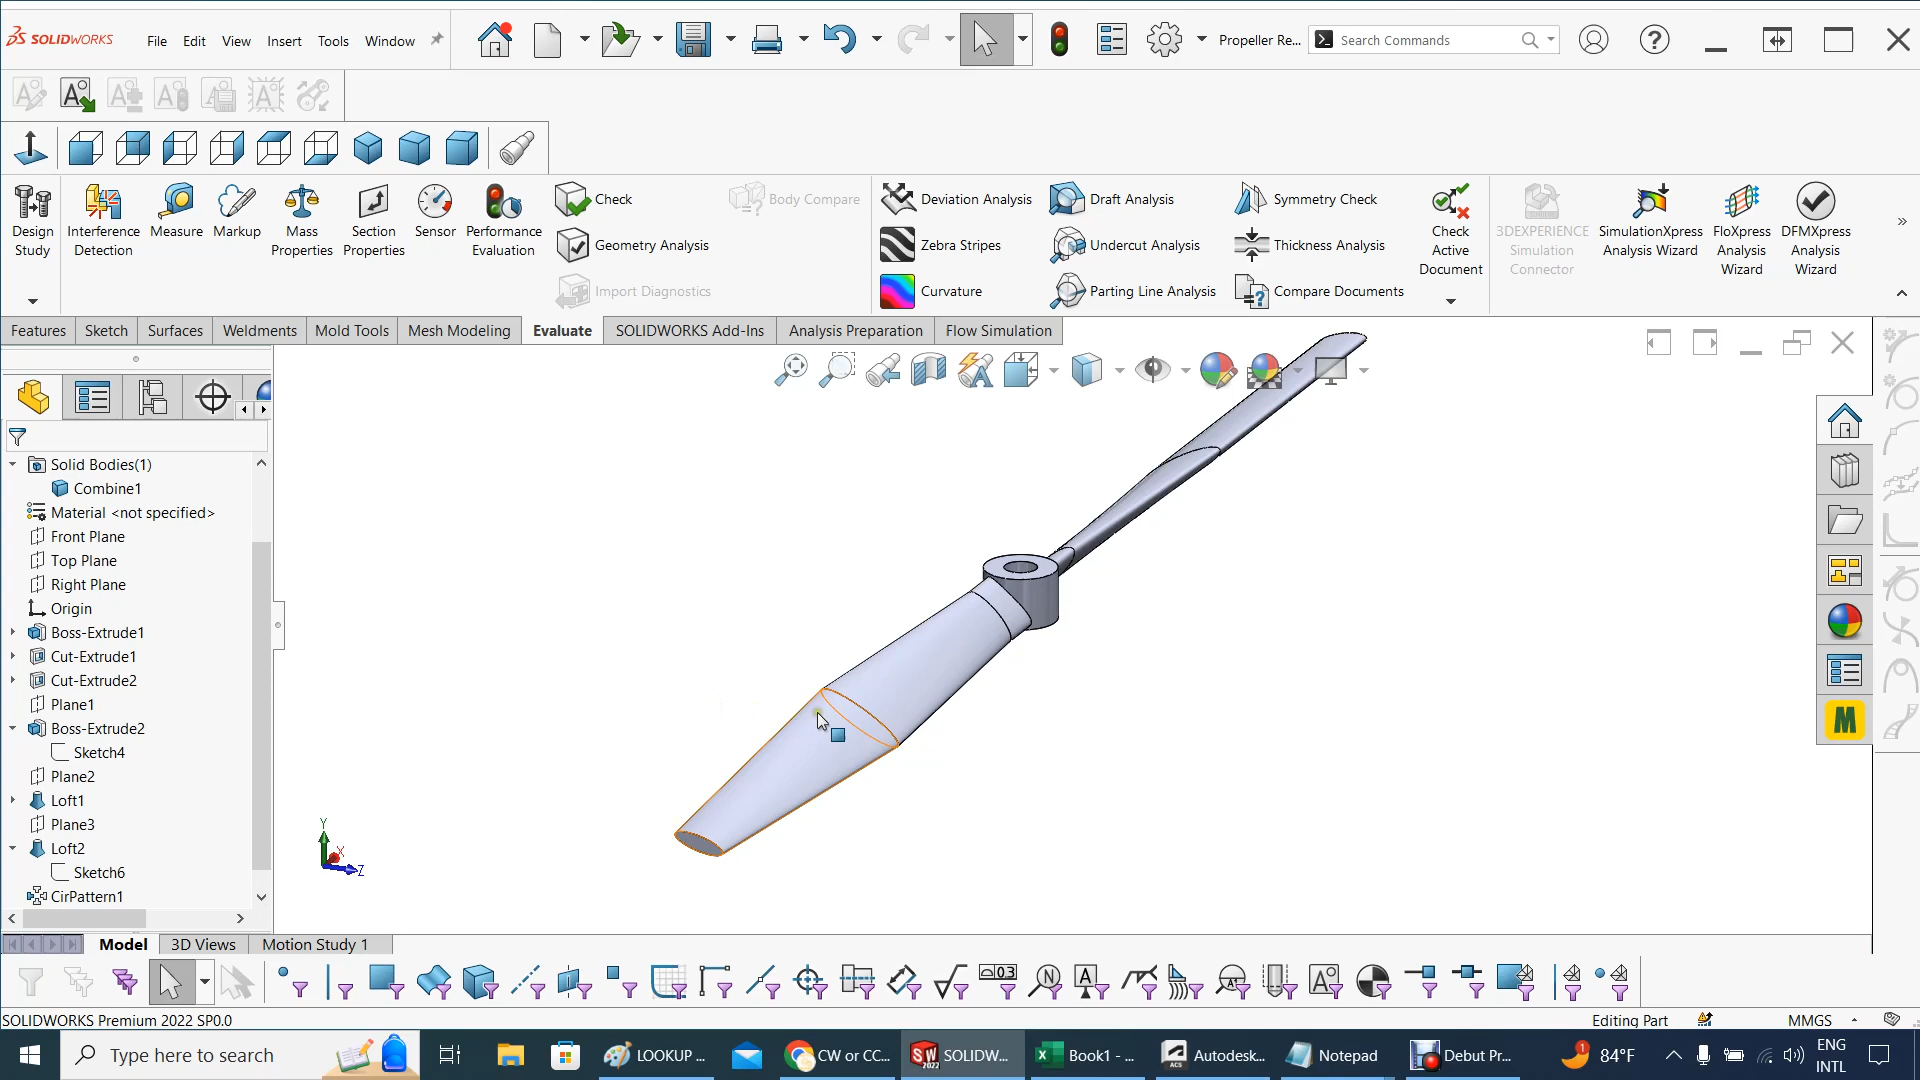 SOLIDWORKS
File Edit View Insert Tools Window
Propeller Re...
Search Commands
Design Study
Interference Detection
Measure
Markup
Mass Properties
Section Properties
Sensor
Performance Evaluation
Check
Geometry Analysis
Import Diagnostics
Body Compare
Deviation Analysis
Zebra Stripes
Curvature
Draft Analysis
Undercut Analysis
Parting Line Analysis
Symmetry Check
Thickness Analysis
Compare Documents
Check Active Document
3DEXPERIENCE Simulation Connector
SimulationXpress Analysis Wizard
FloXpress Analysis Wizard
DFMXpress Analysis Wizard
Features Sketch Surfaces Weldments Mold Tools Mesh Modeling Evaluate SOLIDWORKS Add-Ins Analysis Preparation Flow Simulation
Solid Bodies(1)
Combine1
Material <not specified>
Front Plane
Top Plane
Right Plane
Origin
Boss-Extrude1
Cut-Extrude1
Cut-Extrude2
Plane1
Boss-Extrude2
Sketch4
Plane2
Loft1
Plane3
Loft2
Sketch6
CirPattern1
Y
X
Z
M
Model 3D Views Motion Study 1
SOLIDWORKS Premium 2022 SP0.0
Editing Part
MMGS
Type here to search
LOOKUP ...
CW or CC...
SOLIDW...
Book1 - ...
Autodesk...
Notepad
Debut Pr...
84°F
ENG
INTL